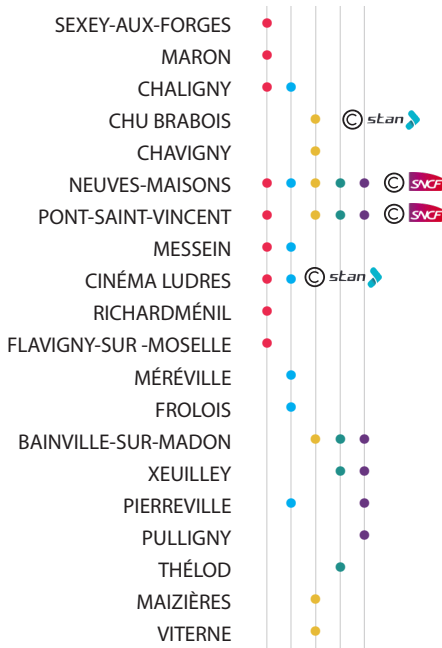 SEXEY-AUX-FORGES
MARON
CHALIGNY
CHU BRABOIS © stan
CHAVIGNY
NEUVES-MAISONS © SNCF
PONT-SAINT-VINCENT © SNCF
MESSEIN
CINÉMA LUDRES © stan
RICHARDMÉNIL
FLAVIGNY-SUR -MOSELLE
MÉRÉVILLE
FROLOIS
BAINVILLE-SUR-MADON
XEUILLEY
PIERREVILLE
PULLIGNY
THÉLOD
MAIZIÈRES
VITERNE